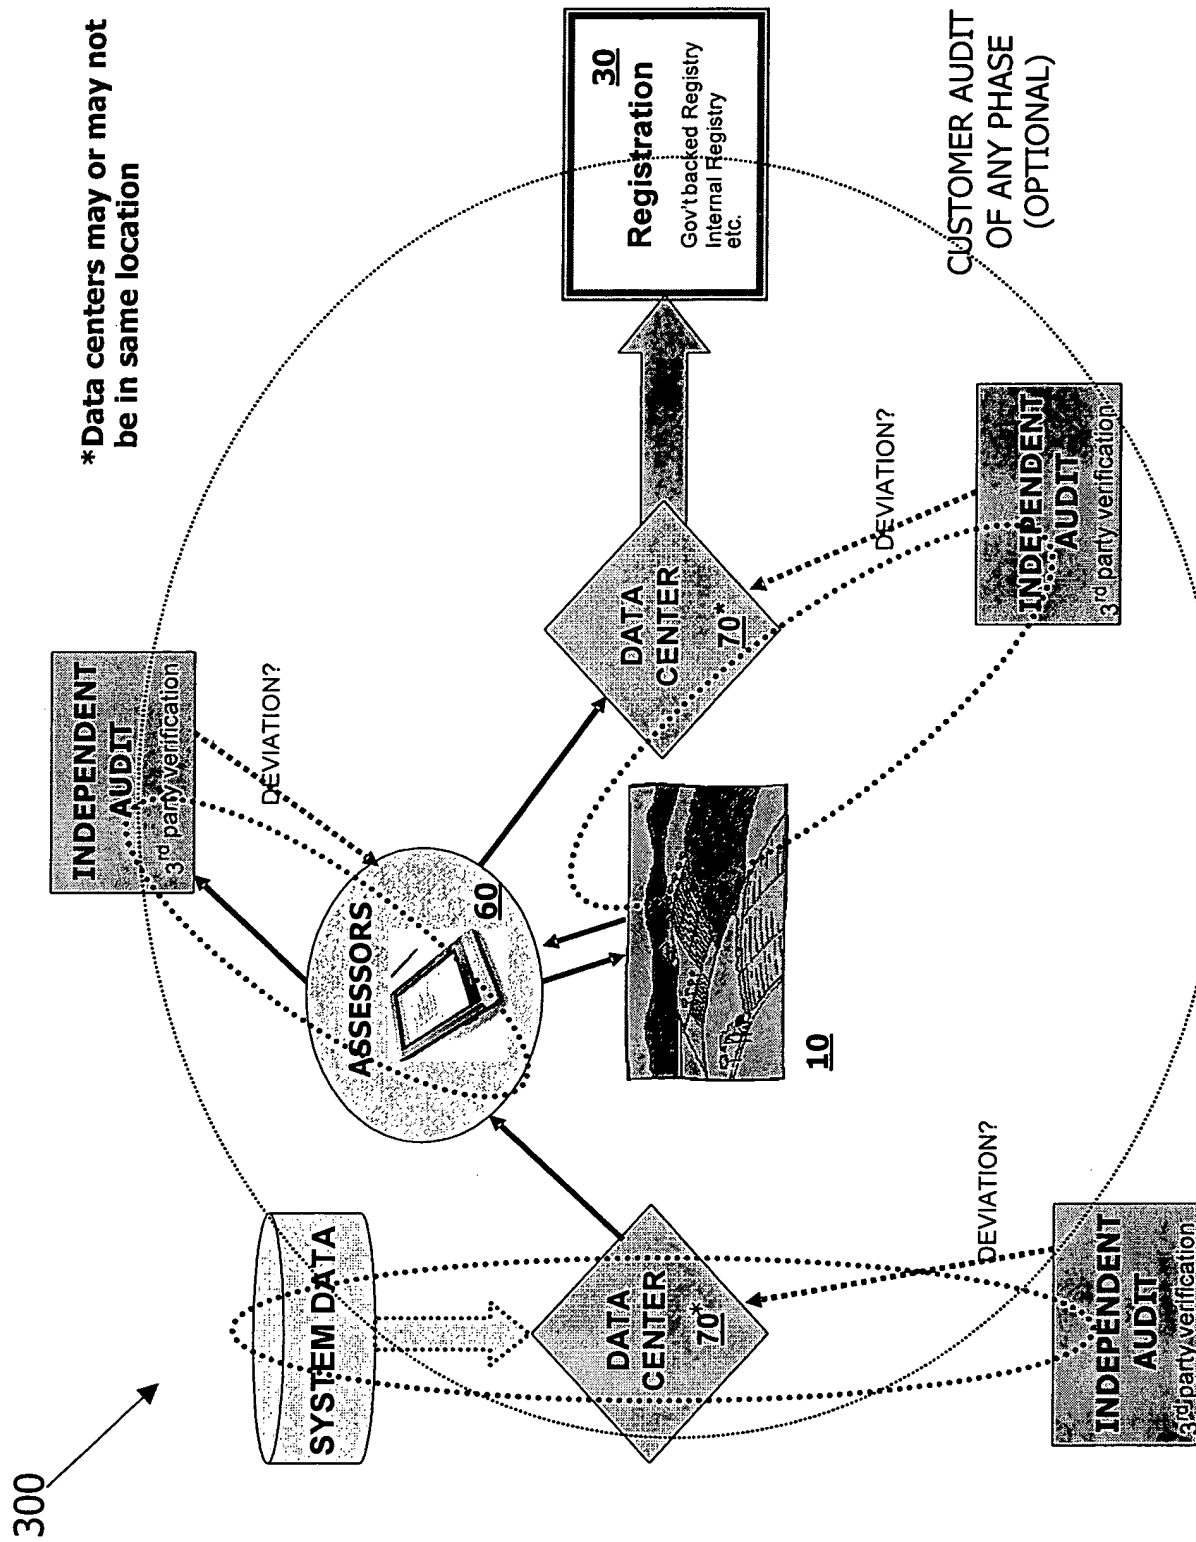 300
*Data centers may or may not
be in same location
INDEPENDENT
AUDIT
3rd party verification
DEVIATION?
SYSTEM DATA
ASSESSORS
60
DATA
CENTER
70*
DATA
CENTER
70*
30
Registration
Gov't backed Registry
Internal Registry
etc.
10
DEVIATION?
INDEPENDENT
AUDIT
3rd party verification
DEVIATION?
INDEPENDENT
AUDIT
3rd party verification
CUSTOMER AUDIT
OF ANY PHASE
(OPTIONAL)